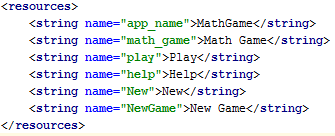 <resources>
    <string name="app_name">MathGame</string>
    <string name="math_game">Math Game</string>
    <string name="play">Play</string>
    <string name="help">Help</string>
    <string name="New">New</string>
    <string name="NewGame">New Game</string>
</resources>